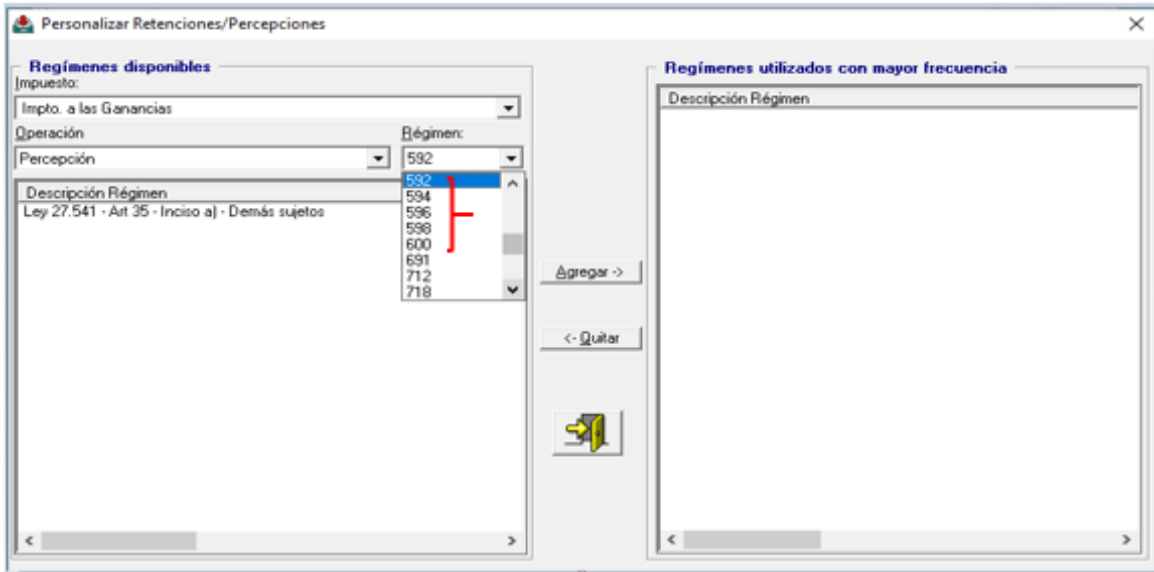 Personalizar Retenciones/Percepciones
Regímenes disponibles
Impuesto:
Impto. a las Ganancias
Operación
Régimen:
Percepción
592
Descripción Régimen
Ley 27.541 - Art 35 - Inciso a) - Demás sujetos
592
594
596
598
600
691
712
718
Agregar ->
<- Quitar
Regímenes utilizados con mayor frecuencia
Descripción Régimen